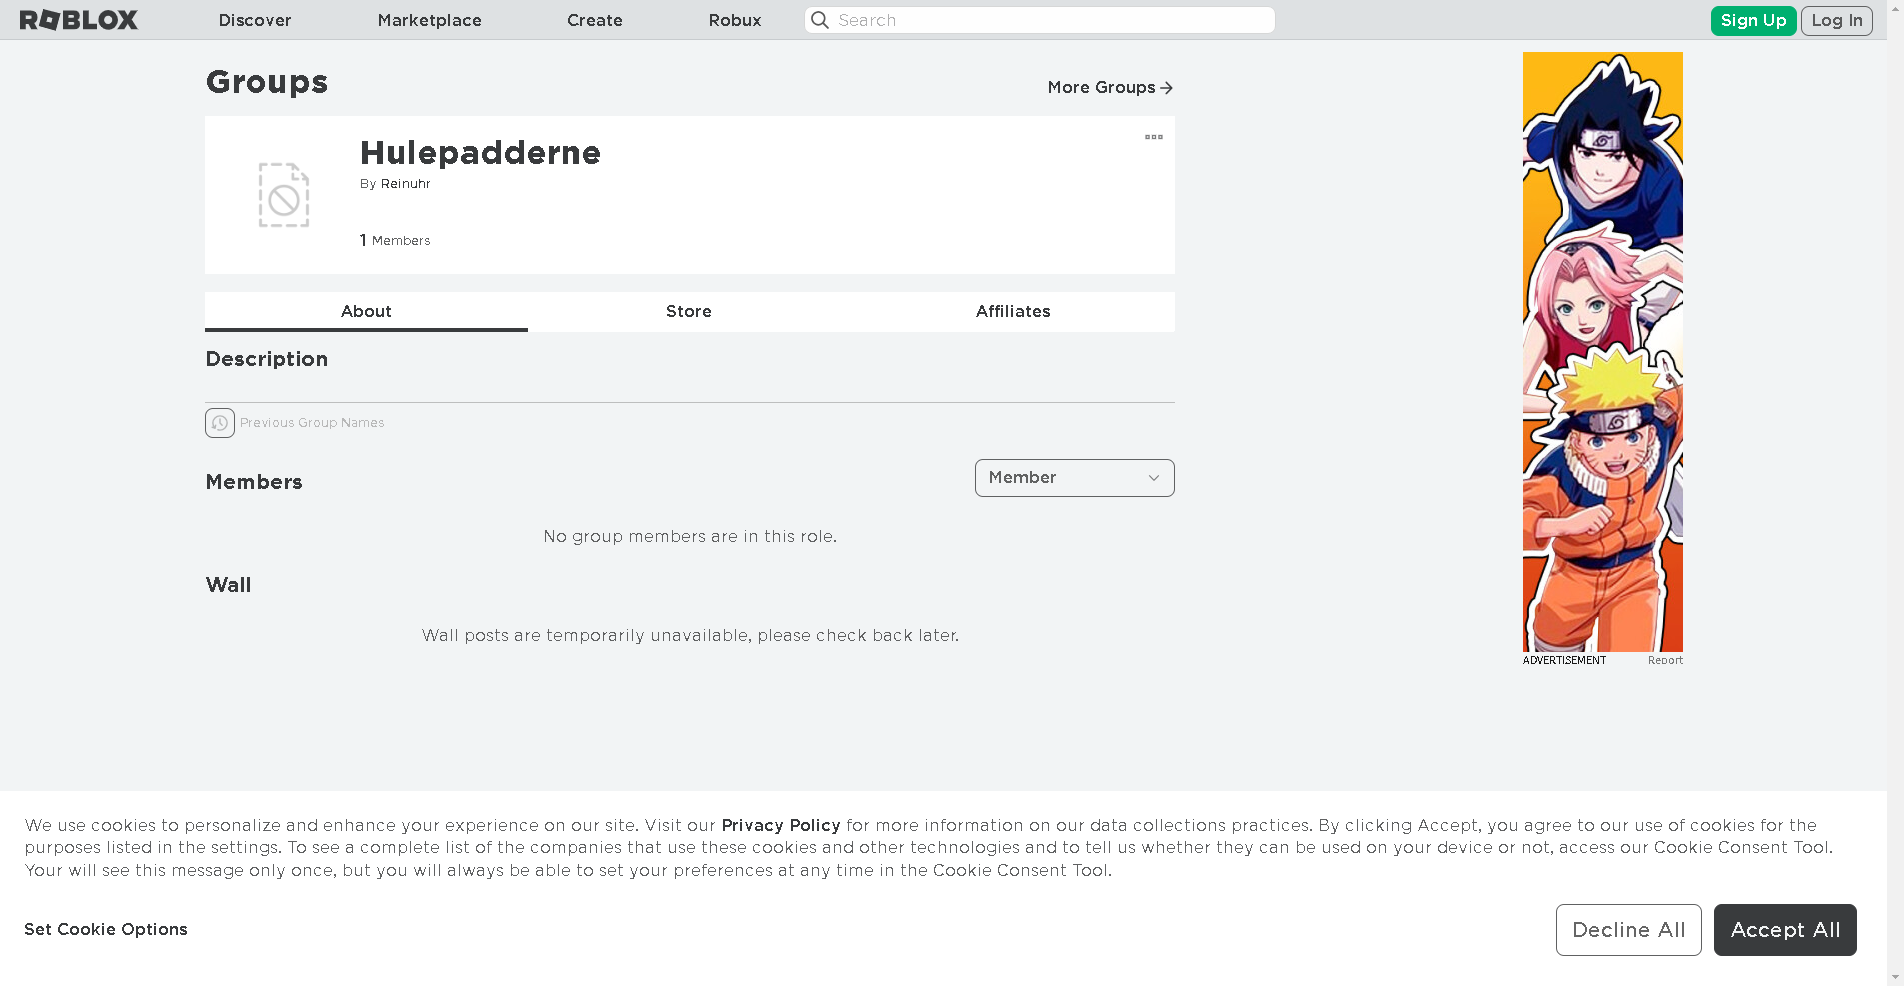 ROBLOX
Discover
Marketplace
Create
Robux
Search
Sign Up
Log In
Groups
More Groups
Hulepadderne
By Reinuhr
1 Members
About
Store
Affiliates
Description
Previous Group Names
Members
Member
No group members are in this role.
Wall
Wall posts are temporarily unavailable, please check back later.
ADVERTISEMENT
Report
We use cookies to personalize and enhance your experience on our site. Visit our Privacy Policy for more information on our data collections practices. By clicking Accept, you agree to our use of cookies for the
purposes listed in the settings. To see a complete list of the companies that use these cookies and other technologies and to tell us whether they can be used on your device or not, access our Cookie Consent Tool.
Your will see this message only once, but you will always be able to set your preferences at any time in the Cookie Consent Tool.
Set Cookie Options
Decline All
Accept All